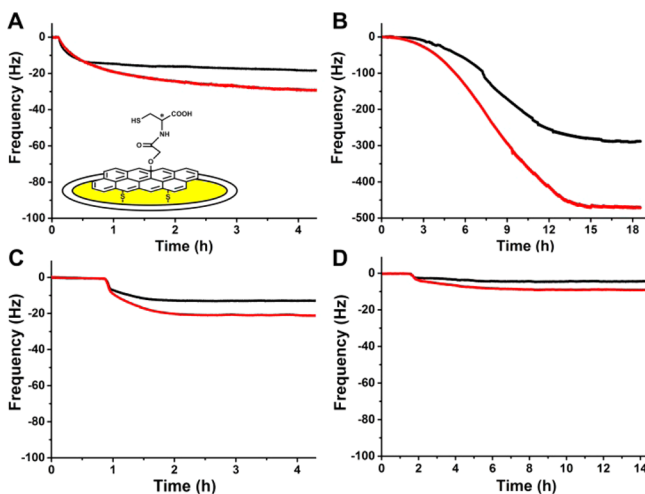 A
Frequency (Hz)
0
-20
-40
-60
-80
-100
HS
*
COOH
O
NH
O
S
S
0
1
2
3
4
Time (h)
B
Frequency (Hz)
0
-100
-200
-300
-400
-500
0
3
6
9
12
15
18
Time (h)
C
Frequency (Hz)
0
-20
-40
-60
-80
-100
0
1
2
3
4
Time (h)
D
Frequency (Hz)
0
-20
-40
-60
-80
-100
0
2
4
6
8
10
12
14
Time (h)